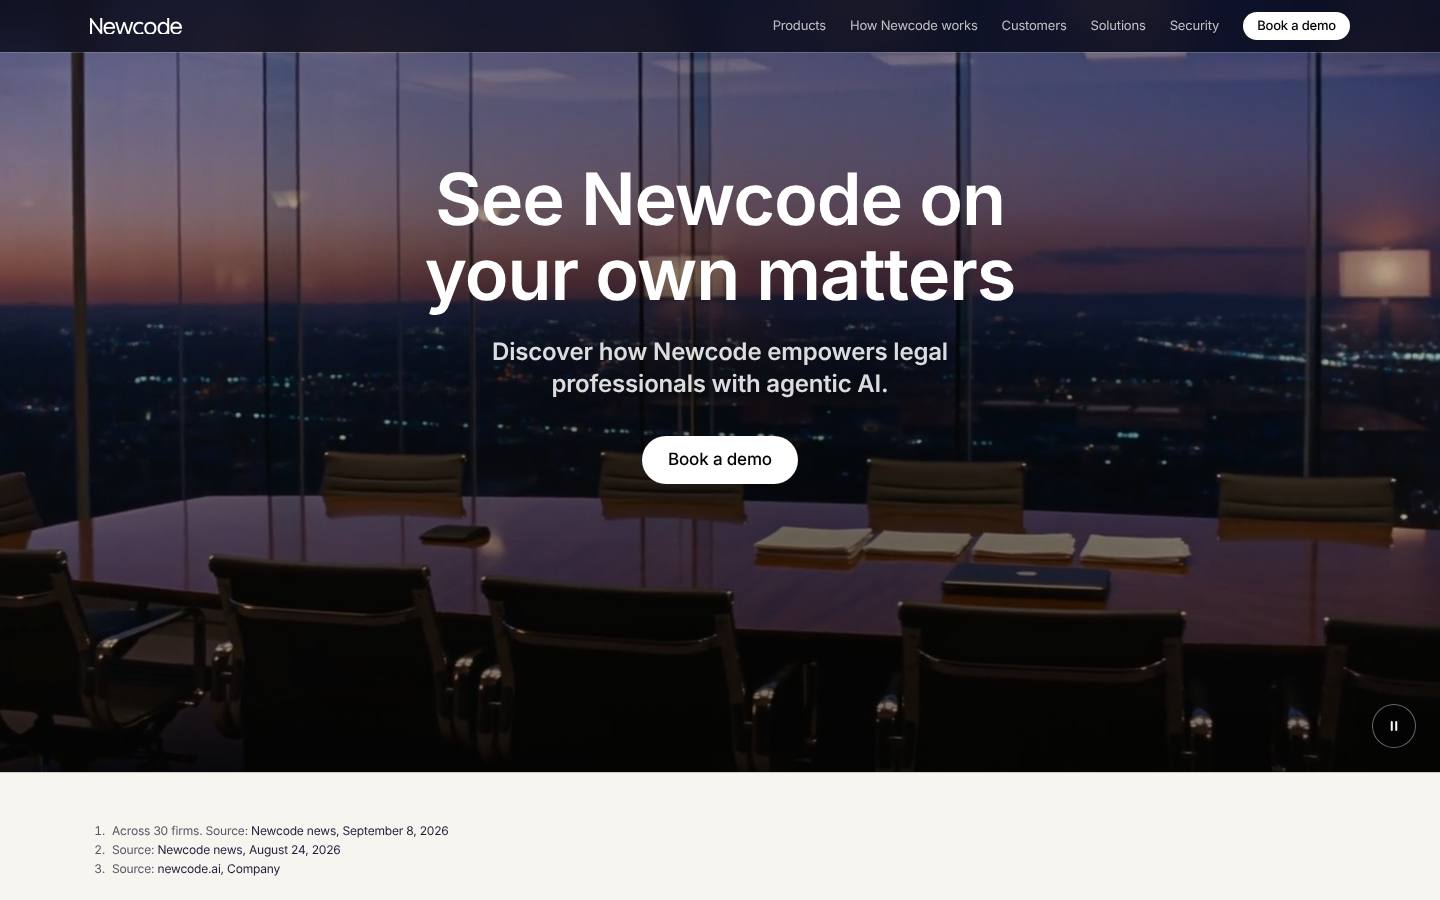 Newcode
Products
How Newcode works
Customers
Solutions
Security
Book a demo
See Newcode on
your own matters
Discover how Newcode empowers legal
professionals with agentic AI.
Book a demo
1. Across 30 firms. Source: Newcode news, September 8, 2026
2. Source: Newcode news, August 24, 2026
3. Source: newcode.ai, Company